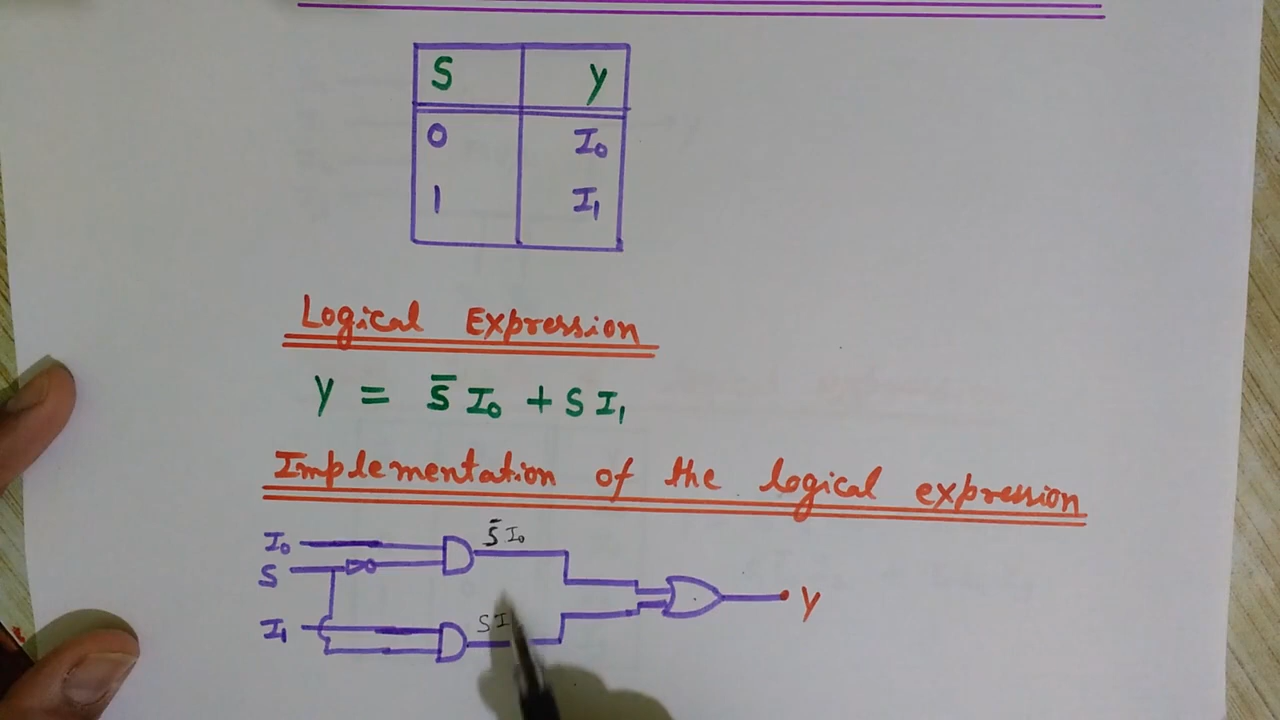 S Y
0 I₀
1 I₁
Logical Expression
Y = S̄ I₀ + S I₁
Implementation of the logical expression
I₀ S̄ I₀
S
Y
I₁ S I